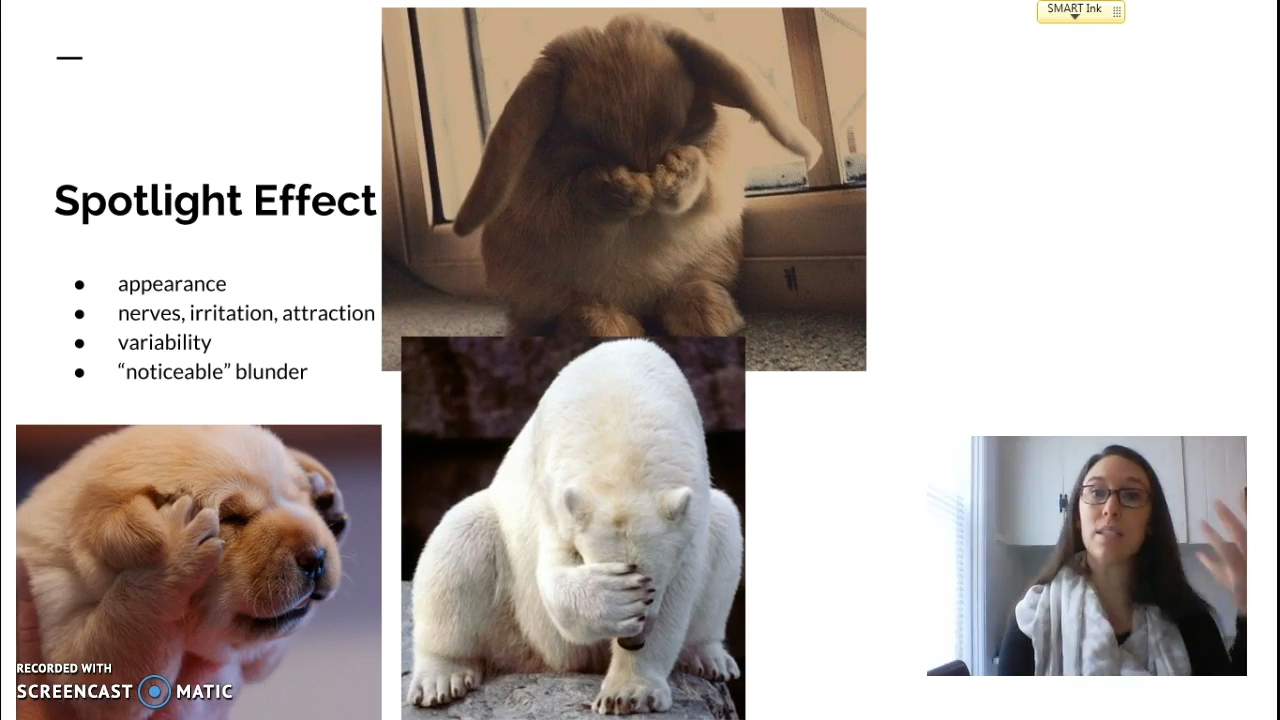 SMART Ink
Spotlight Effect
● appearance
● nerves, irritation, attraction
● variability
● “noticeable” blunder
RECORDED WITH
SCREENCAST MATIC